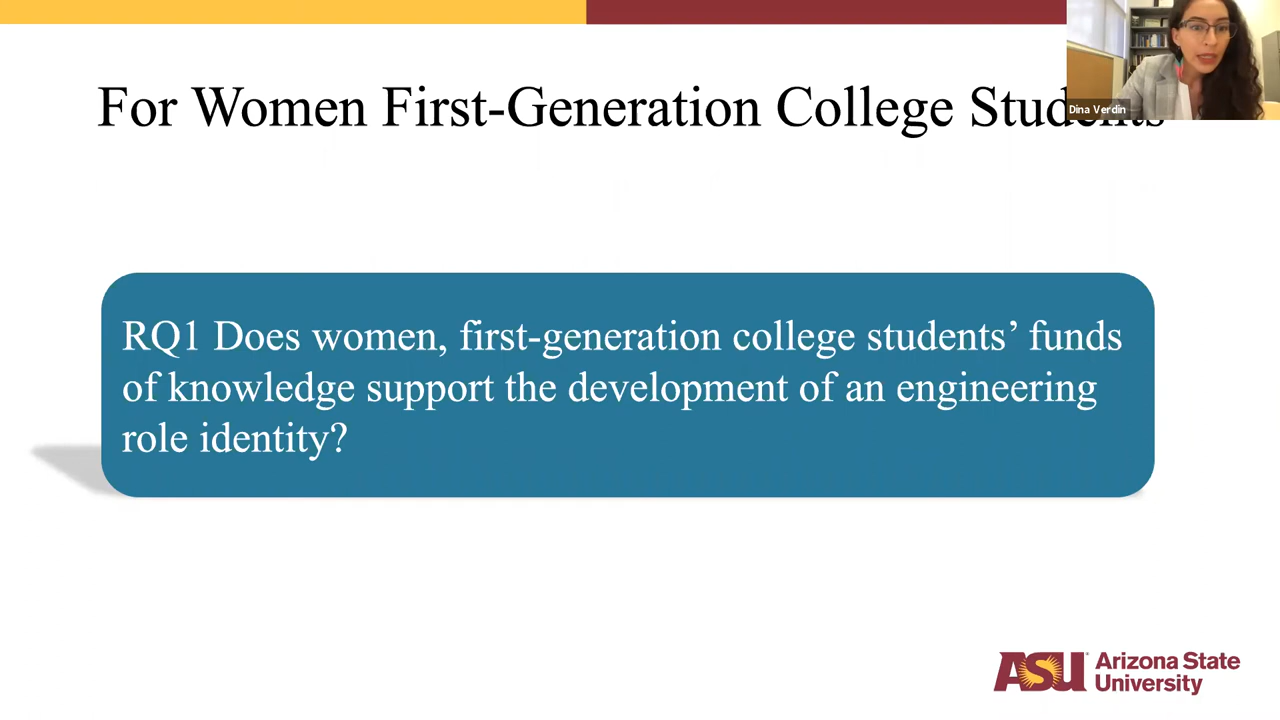 For Women First-Generation College Students
Dina Verdin
RQ1 Does women, first-generation college students’ funds
of knowledge support the development of an engineering
role identity?
ASU Arizona State
University